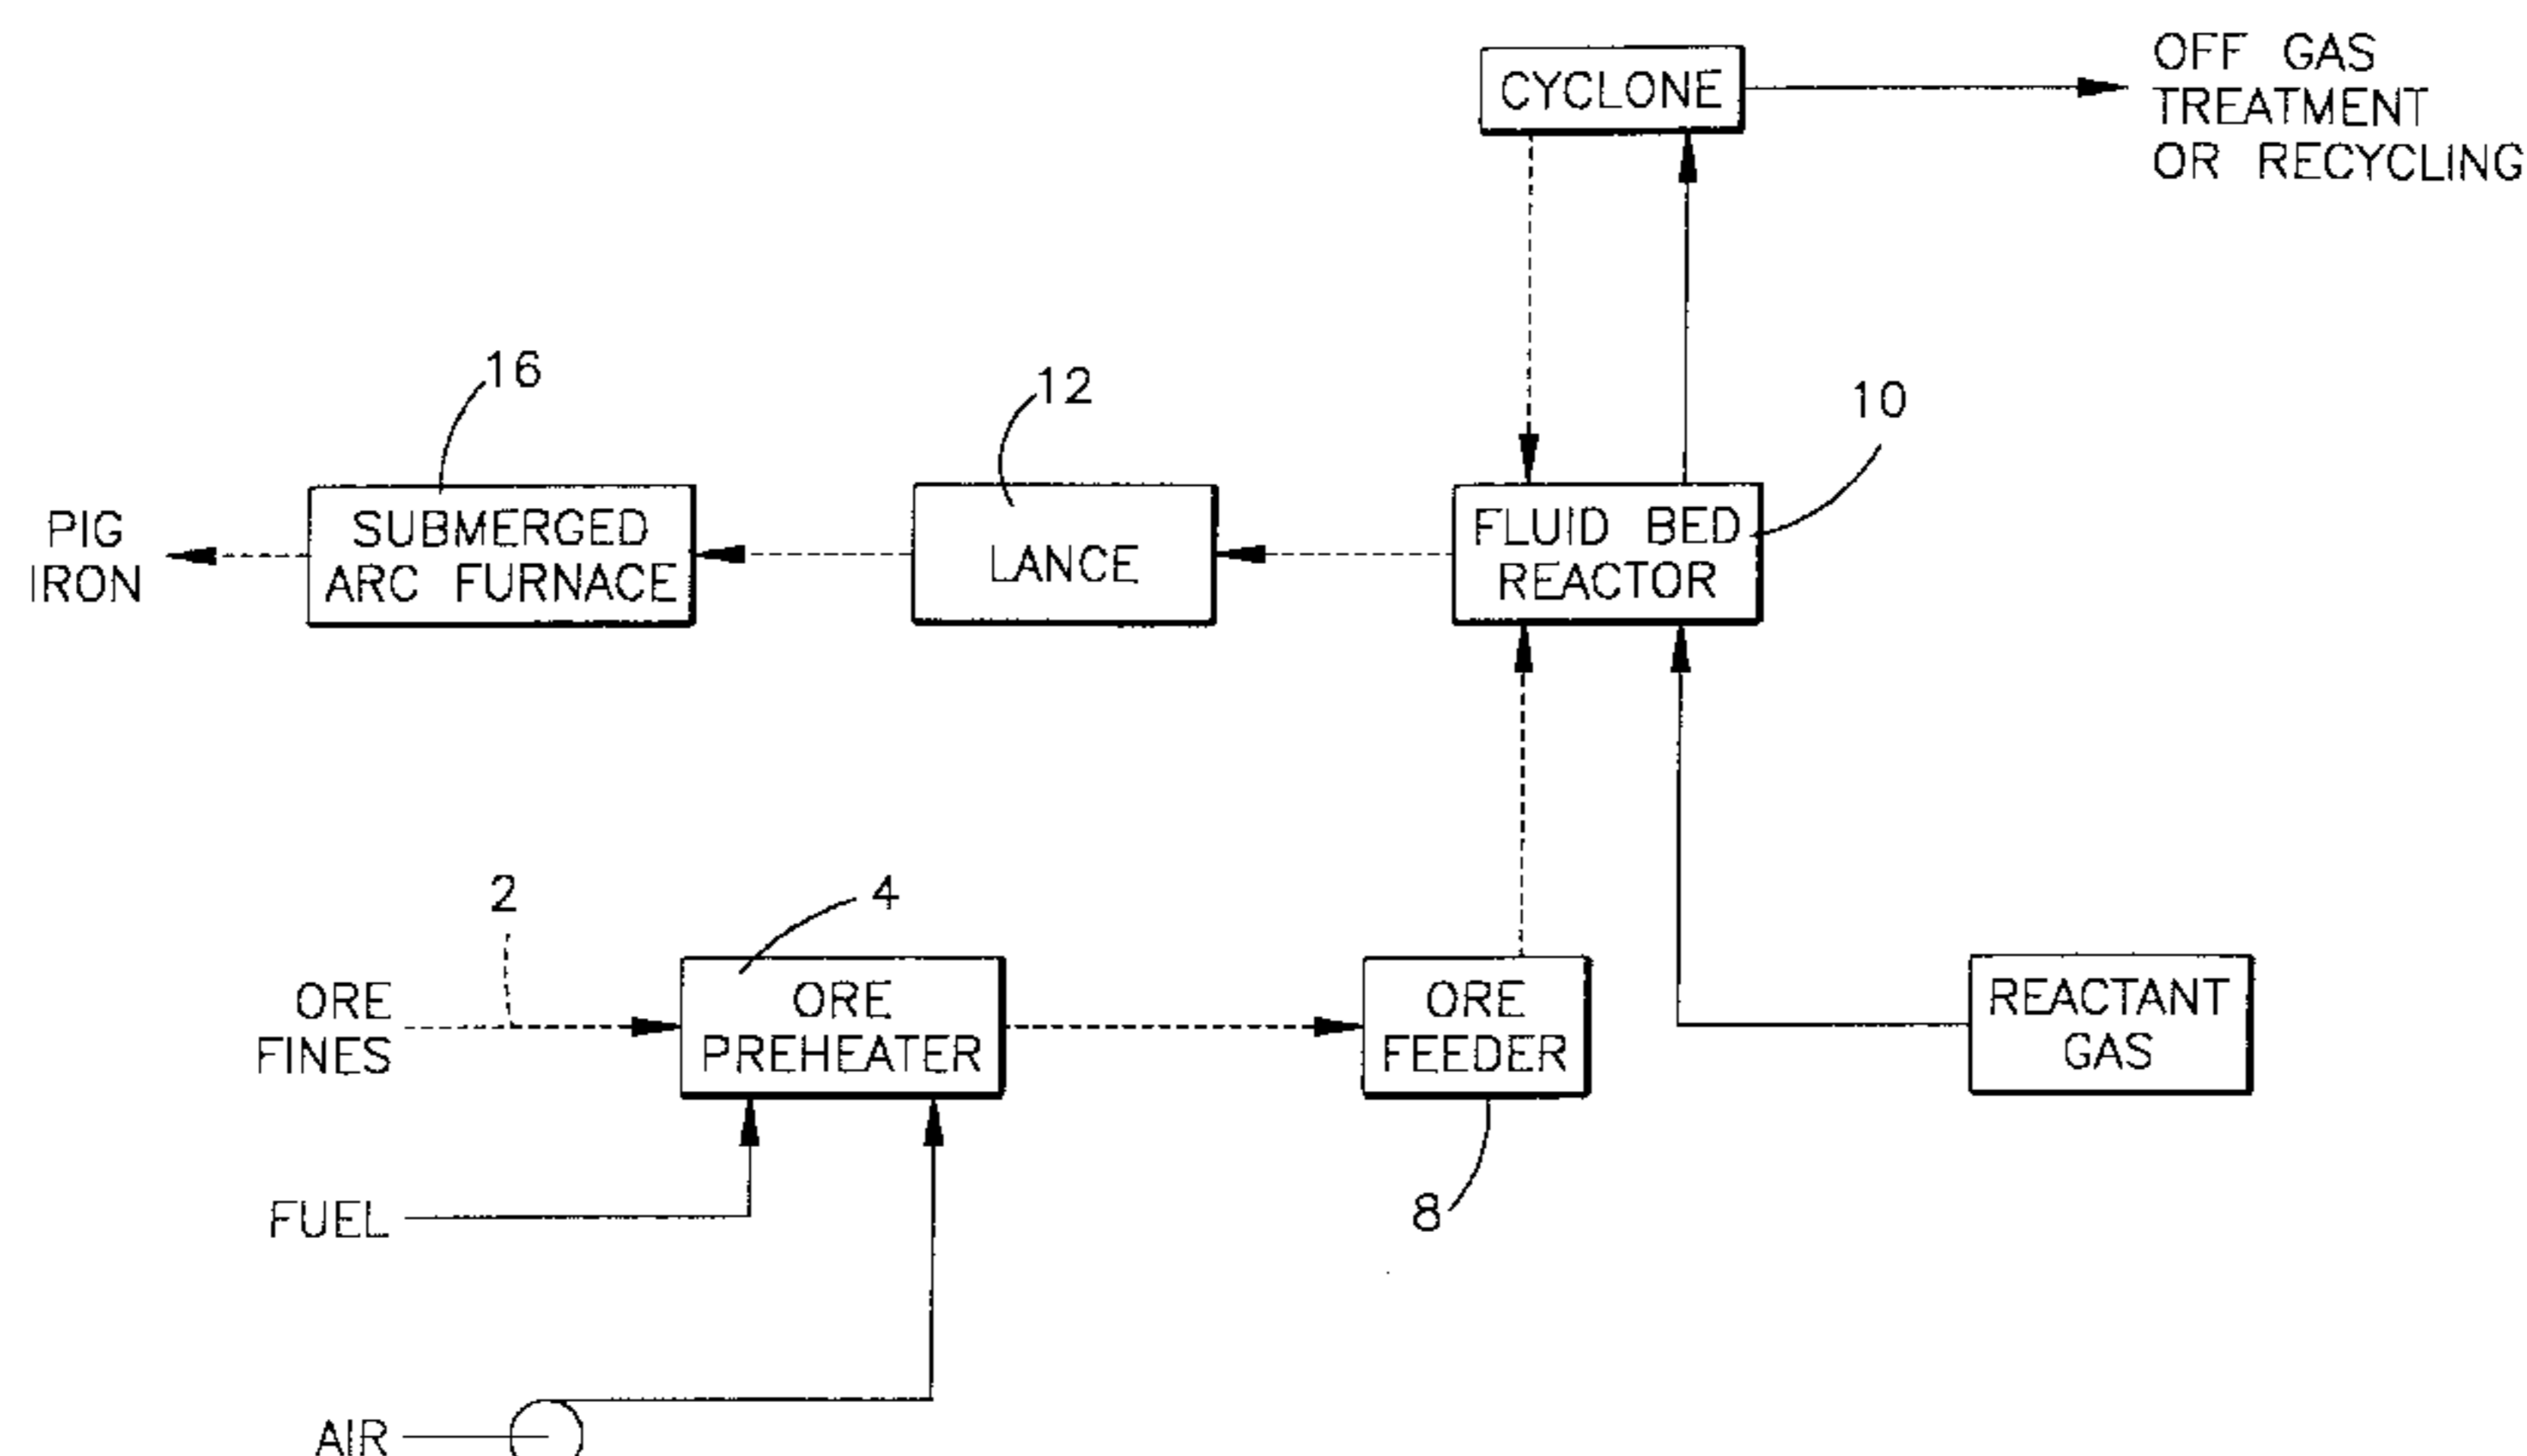 CYCLONE
OFF GAS
TREATMENT
OR RECYCLING
16
12
10
PIG
IRON
SUBMERGED
ARC FURNACE
LANCE
FLUID BED
REACTOR
2
4
ORE
FINES
ORE
PREHEATER
ORE
FEEDER
REACTANT
GAS
FUEL
8
AIR